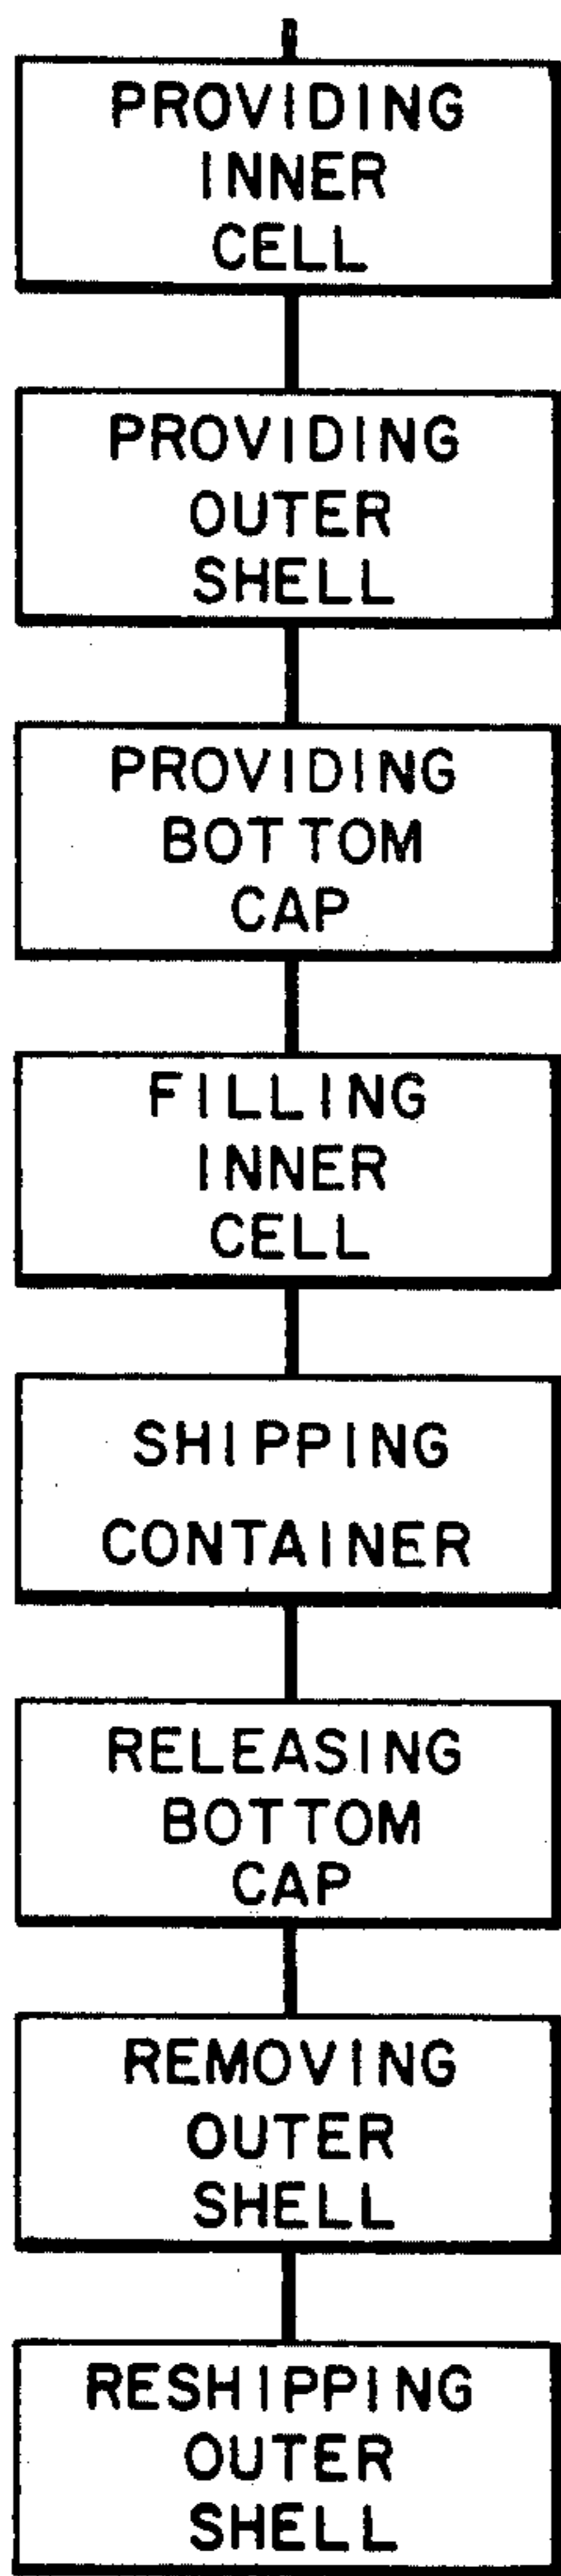 PROVIDING
INNER
CELL
PROVIDING
OUTER
SHELL
PROVIDING
BOTTOM
CAP
FILLING
INNER
CELL
SHIPPING
CONTAINER
RELEASING
BOTTOM
CAP
REMOVING
OUTER
SHELL
RESHIPPING
OUTER
SHELL